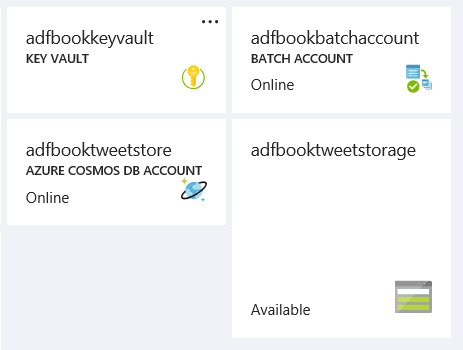 adfbookkeyvault
KEY VAULT
adfbookbatchaccount
BATCH ACCOUNT
Online
adfbooktweetstore
AZURE COSMOS DB ACCOUNT
Online
adfbooktweetstorage
Available